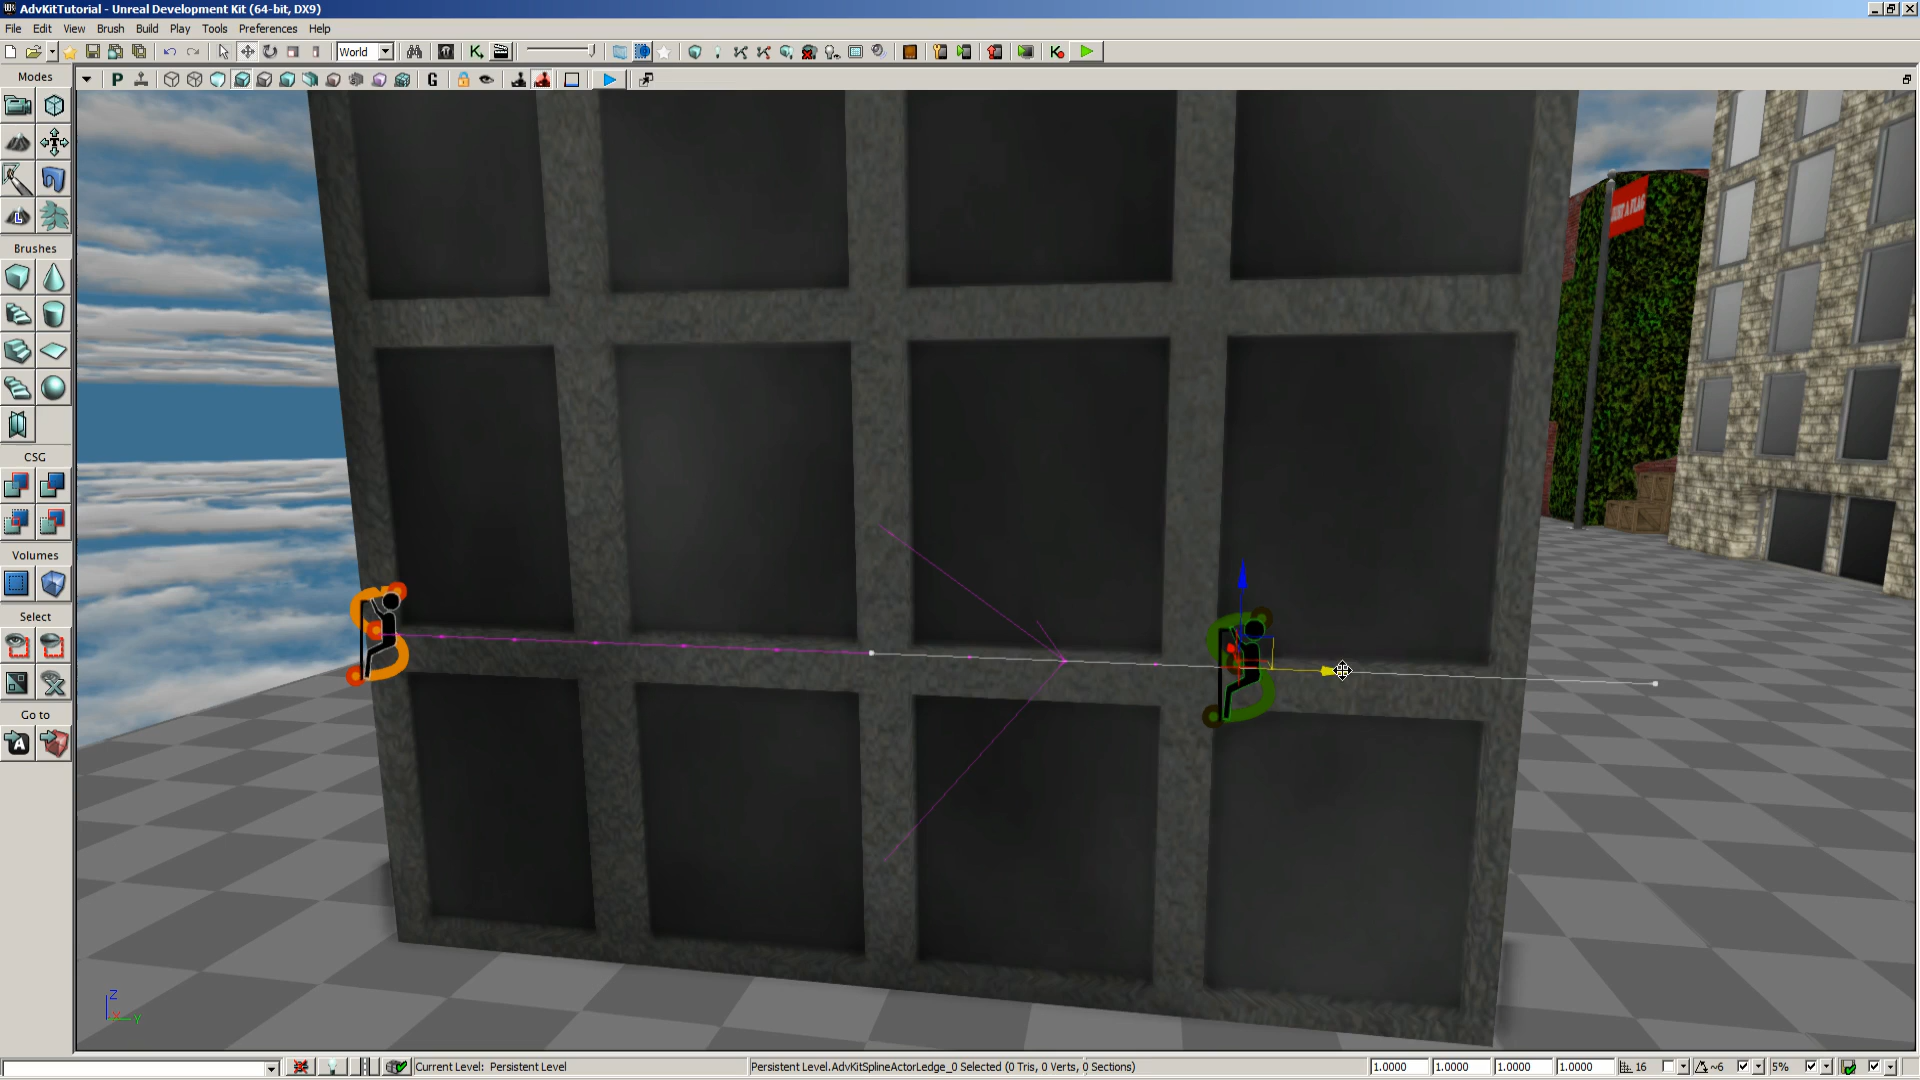 AdvKitTutorial - Unreal Development Kit (64-bit, DX9)
File Edit View Brush Build Play Tools Preferences Help
World
Modes
P
G
L
Brushes
CSG
Volumes
Select
Go to
A
Z
X
Y
Current Level: Persistent Level
Persistent Level.AdvKitSplineActorLedge_0 Selected (0 Tris, 0 Verts, 0 Sections)
1.0000 1.0000 1.0000 1.0000 16 ~6 5%